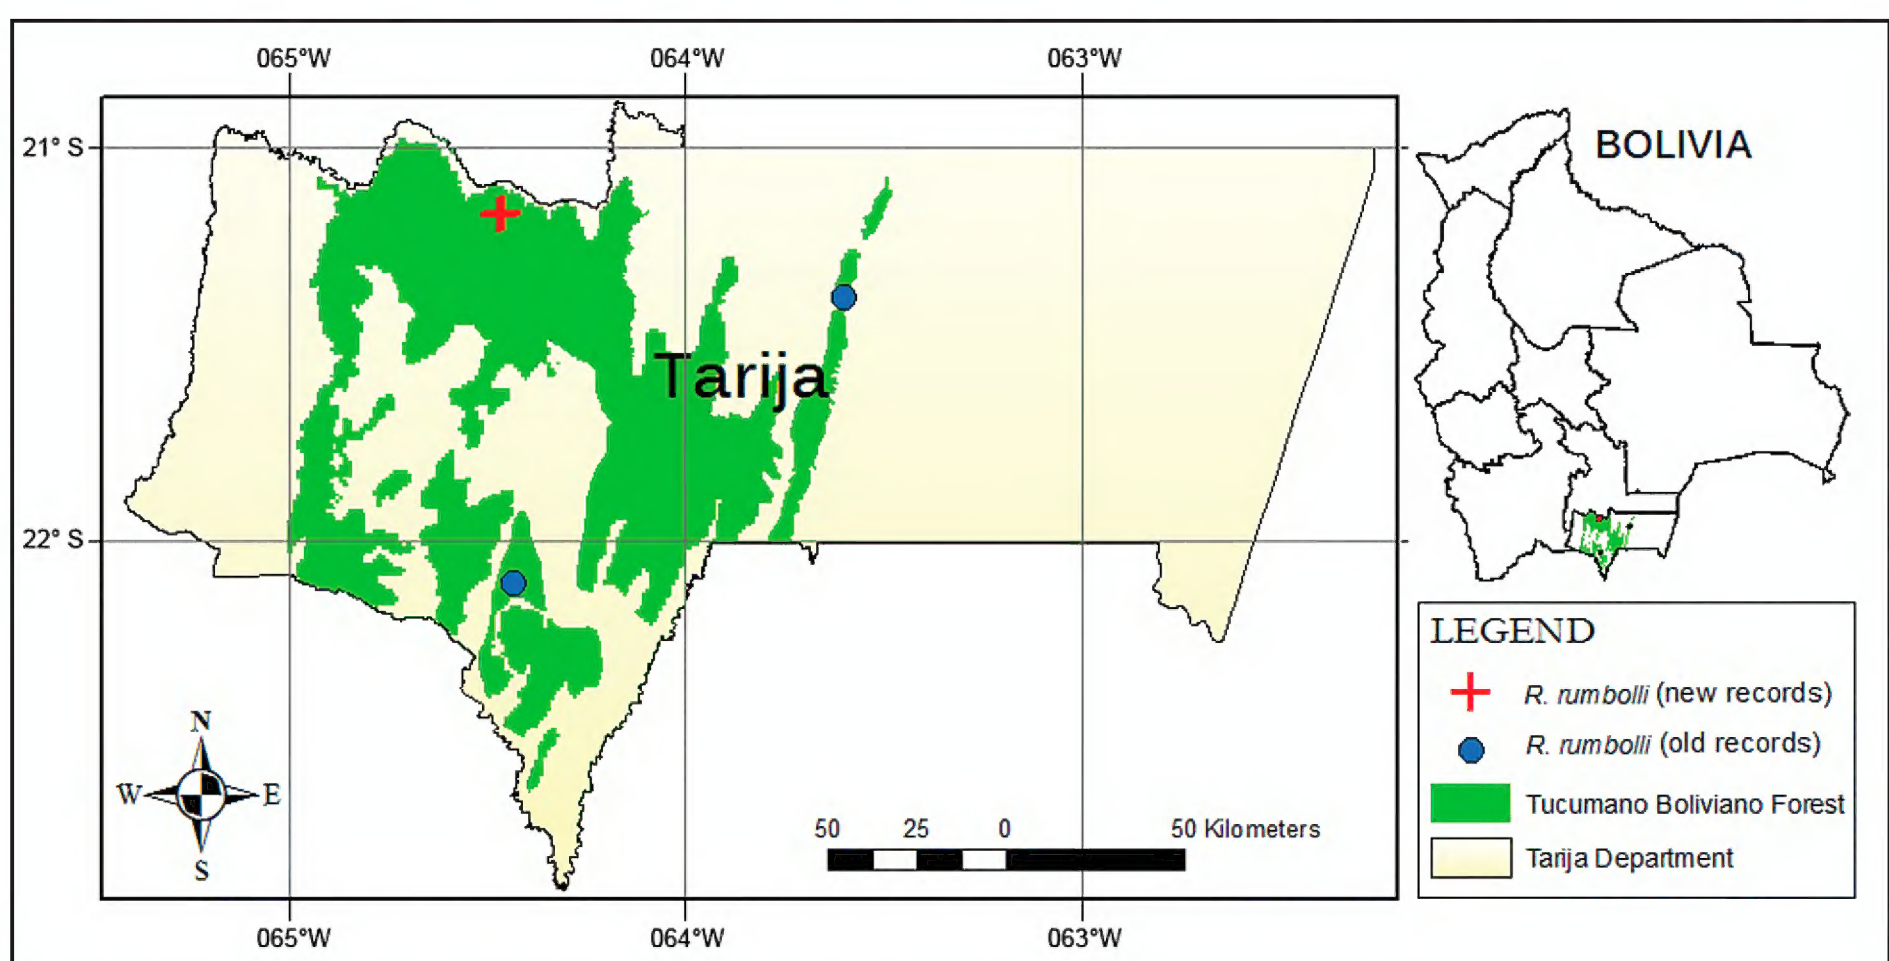 065°W 064°W 063°W
21° S
BOLIVIA
Tarija
22° S
LEGEND
R. rumbolli (new records)
R. rumbolli (old records)
Tucumano Boliviano Forest
Tarija Department
N
W E
S
50 25 0 50 Kilometers
065°W 064°W 063°W